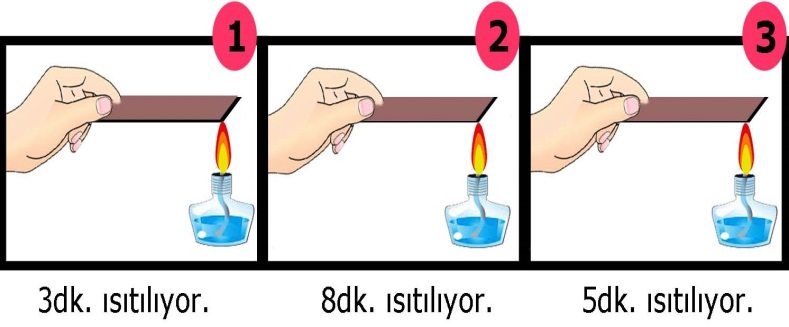 1
2
3
3dk. ısıtılıyor.
8dk. ısıtılıyor.
5dk. ısıtılıyor.